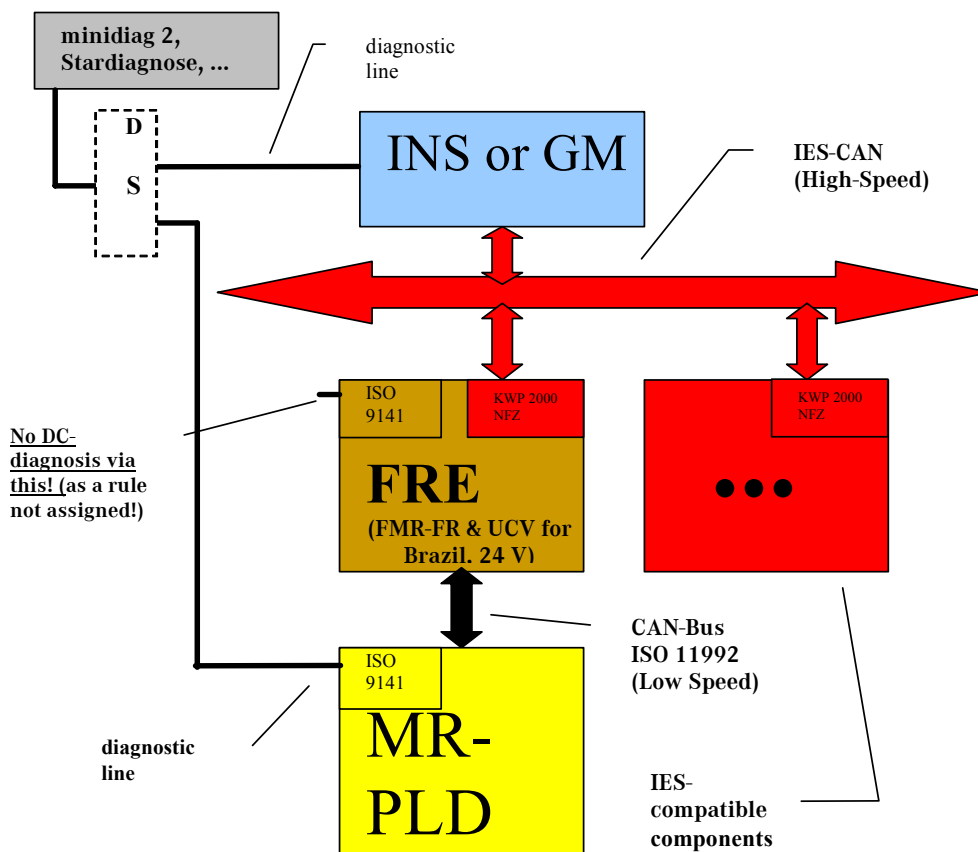 minidiag 2,
Stardiagnose, ...
diagnostic
line
D
S
INS or GM
IES-CAN
(High-Speed)
ISO
9141
KWP 2000
NFZ
KWP 2000
NFZ
No DC-
diagnosis via
this! (as a rule
not assigned!)
FRE
(FMR-FR & UCV for
Brazil. 24 V)
●●●
CAN-Bus
ISO 11992
(Low Speed)
ISO
9141
MR-
PLD
diagnostic
line
IES-
compatible
components